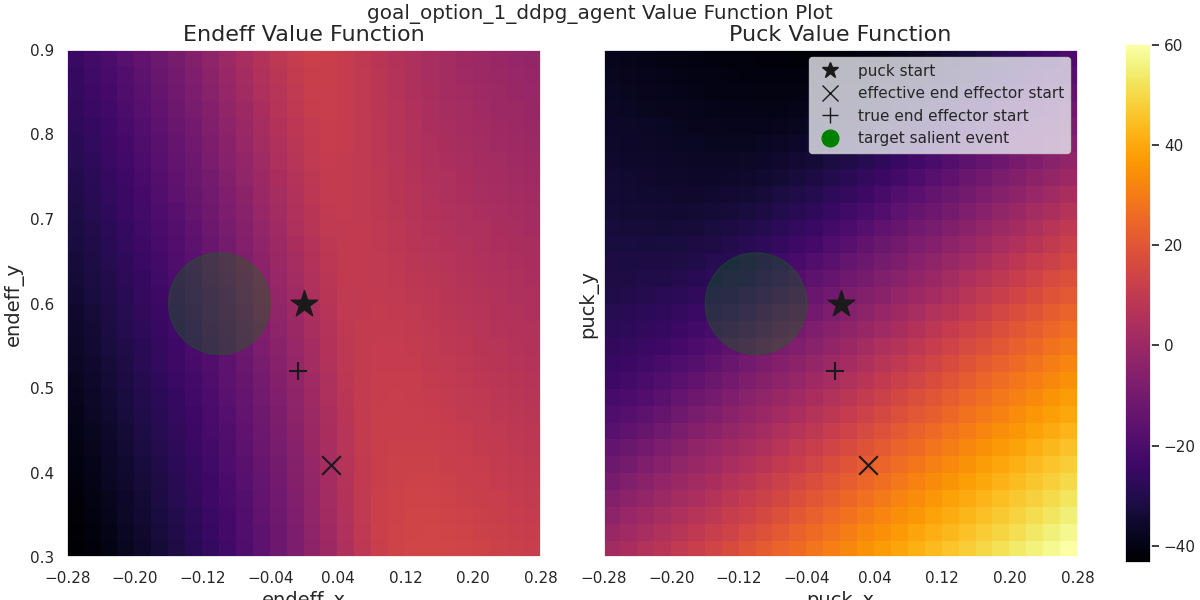 goal_option_1_ddpg_agent Value Function Plot
Endeff Value Function
Puck Value Function
puck start
effective end effector start
true end effector start
target salient event
endeff_y
0.9
0.8
0.7
0.6
0.5
0.4
0.3
−0.28 −0.20 −0.12 −0.04 0.04 0.12 0.20 0.28
endeff_x
puck_y
−0.28 −0.20 −0.12 −0.04 0.04 0.12 0.20 0.28
puck_x
60
40
20
0
−20
−40